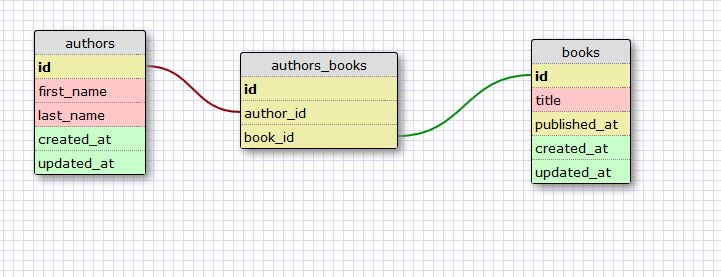 authors
id
first_name
last_name
created_at
updated_at
authors_books
id
author_id
book_id
books
id
title
published_at
created_at
updated_at